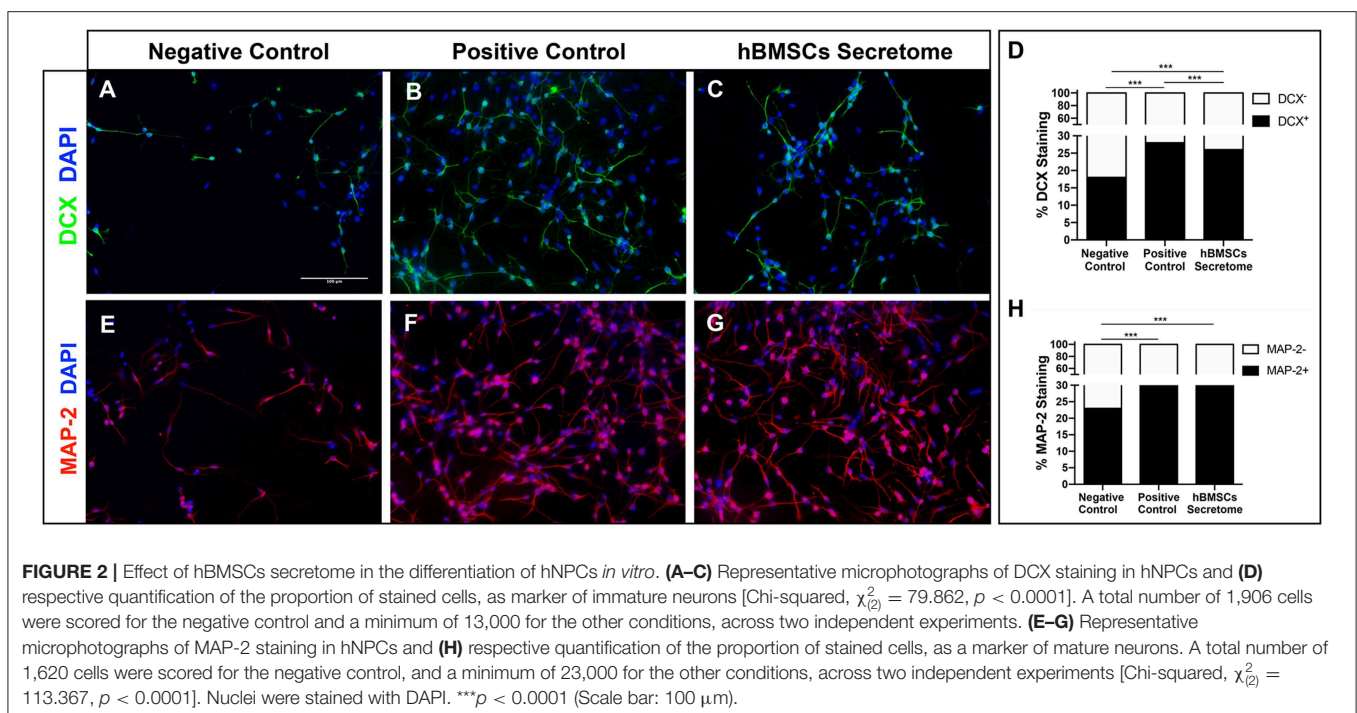 Negative Control Positive Control hBMSCs Secretome
DCX DAPI
A
B
C
100 µm
MAP-2 DAPI
E
F
G
D
***
*** ***
100
80
60
40
30
25
20
15
10
5
0
% DCX Staining
DCX-
DCX+
Negative Control
Positive Control
hBMSCs Secretome
H
***
***
100
80
60
40
30
25
20
15
10
5
0
% MAP-2 Staining
MAP-2-
MAP-2+
Negative Control
Positive Control
hBMSCs Secretome
FIGURE 2 | Effect of hBMSCs secretome in the differentiation of hNPCs in vitro. (A–C) Representative microphotographs of DCX staining in hNPCs and (D)
respective quantification of the proportion of stained cells, as marker of immature neurons [Chi-squared, χ²(2) = 79.862, p < 0.0001]. A total number of 1,906 cells
were scored for the negative control and a minimum of 13,000 for the other conditions, across two independent experiments. (E–G) Representative
microphotographs of MAP-2 staining in hNPCs and (H) respective quantification of the proportion of stained cells, as a marker of mature neurons. A total number of
1,620 cells were scored for the negative control, and a minimum of 23,000 for the other conditions, across two independent experiments [Chi-squared, χ²(2) =
113.367, p < 0.0001]. Nuclei were stained with DAPI. ***p < 0.0001 (Scale bar: 100 µm).